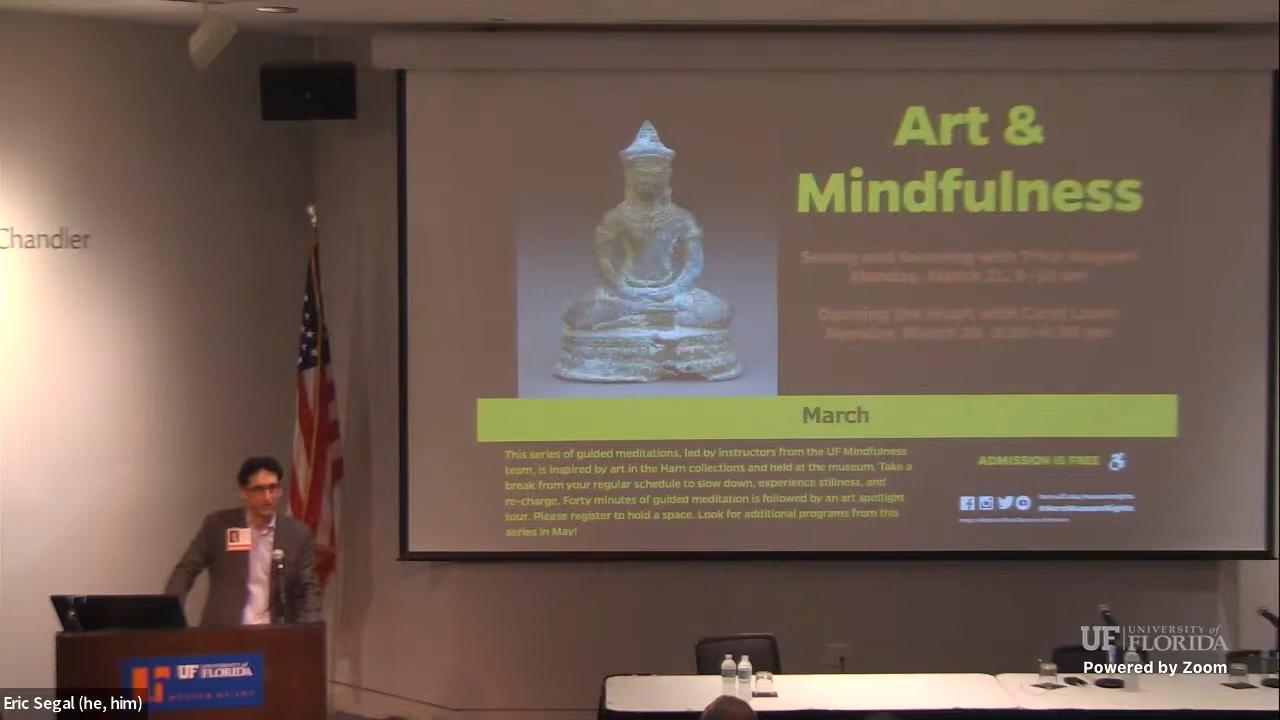 Art &
Mindfulness
Chandler
March
This series of guided meditations, led by instructors from the UF Mindfulness
team, is inspired by art in the Harn collections and held at the museum. Take a
break from your regular schedule to slow down, experience stillness, and
re-charge. Forty minutes of guided meditation is followed by an art spotlight
tour. Please register to hold a space. Look for additional programs from this
series in May!
ADMISSION IS FREE
UF UNIVERSITY of
FLORIDA
Powered by Zoom
UF UNIVERSITY of
FLORIDA
Eric Segal (he, him)